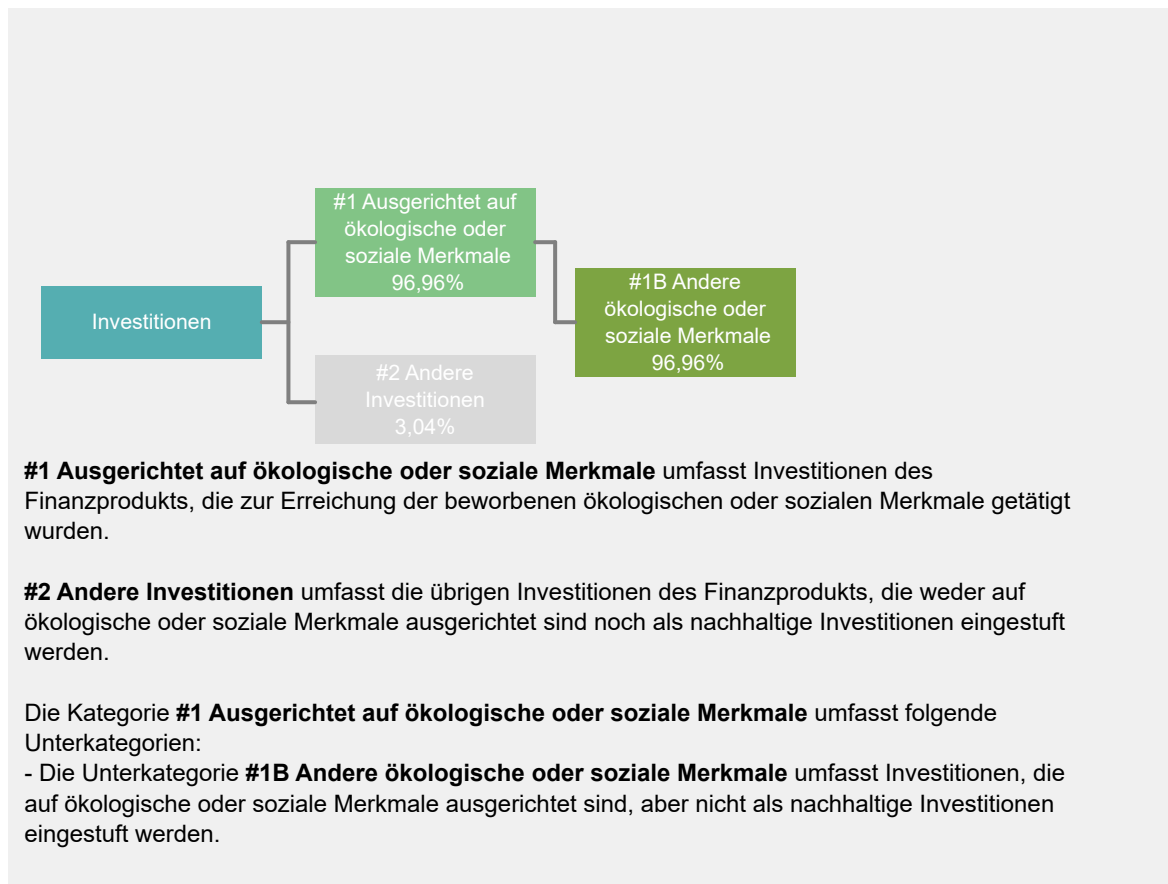 #1 Ausgerichtet auf
ökologische oder
soziale Merkmale
96,96%
#1B Andere
ökologische oder
soziale Merkmale
96,96%
Investitionen
#2 Andere
Investitionen
3,04%
#1 Ausgerichtet auf ökologische oder soziale Merkmale umfasst Investitionen des
Finanzprodukts, die zur Erreichung der beworbenen ökologischen oder sozialen Merkmale getätigt
wurden.
#2 Andere Investitionen umfasst die übrigen Investitionen des Finanzprodukts, die weder auf
ökologische oder soziale Merkmale ausgerichtet sind noch als nachhaltige Investitionen eingestuft
werden.
Die Kategorie #1 Ausgerichtet auf ökologische oder soziale Merkmale umfasst folgende
Unterkategorien:
- Die Unterkategorie #1B Andere ökologische oder soziale Merkmale umfasst Investitionen, die
auf ökologische oder soziale Merkmale ausgerichtet sind, aber nicht als nachhaltige Investitionen
eingestuft werden.